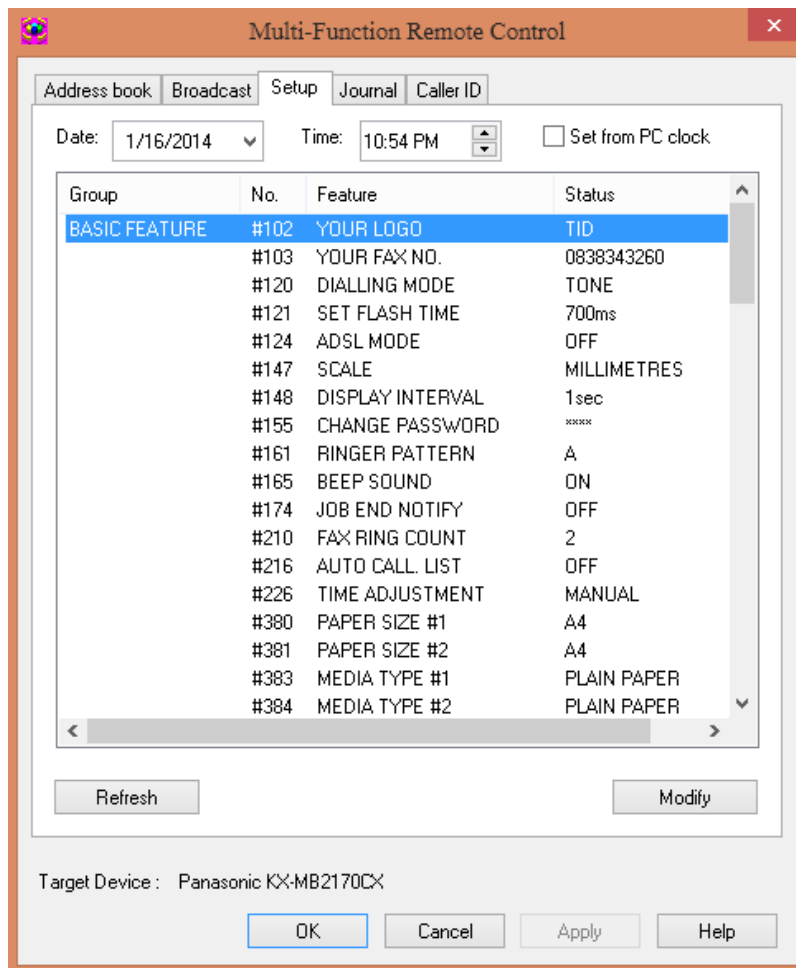 Multi-Function Remote Control
Address book Broadcast Setup Journal Caller ID
Date: 1/16/2014 Time: 10:54 PM Set from PC clock
Group No. Feature Status
BASIC FEATURE #102 YOUR LOGO TID
#103 YOUR FAX NO. 0838343260
#120 DIALLING MODE TONE
#121 SET FLASH TIME 700ms
#124 ADSL MODE OFF
#147 SCALE MILLIMETRES
#148 DISPLAY INTERVAL 1sec
#155 CHANGE PASSWORD ****
#161 RINGER PATTERN A
#165 BEEP SOUND ON
#174 JOB END NOTIFY OFF
#210 FAX RING COUNT 2
#216 AUTO CALL. LIST OFF
#226 TIME ADJUSTMENT MANUAL
#380 PAPER SIZE #1 A4
#381 PAPER SIZE #2 A4
#383 MEDIA TYPE #1 PLAIN PAPER
#384 MEDIA TYPE #2 PLAIN PAPER
Refresh Modify
Target Device : Panasonic KX-MB2170CX
OK Cancel Apply Help